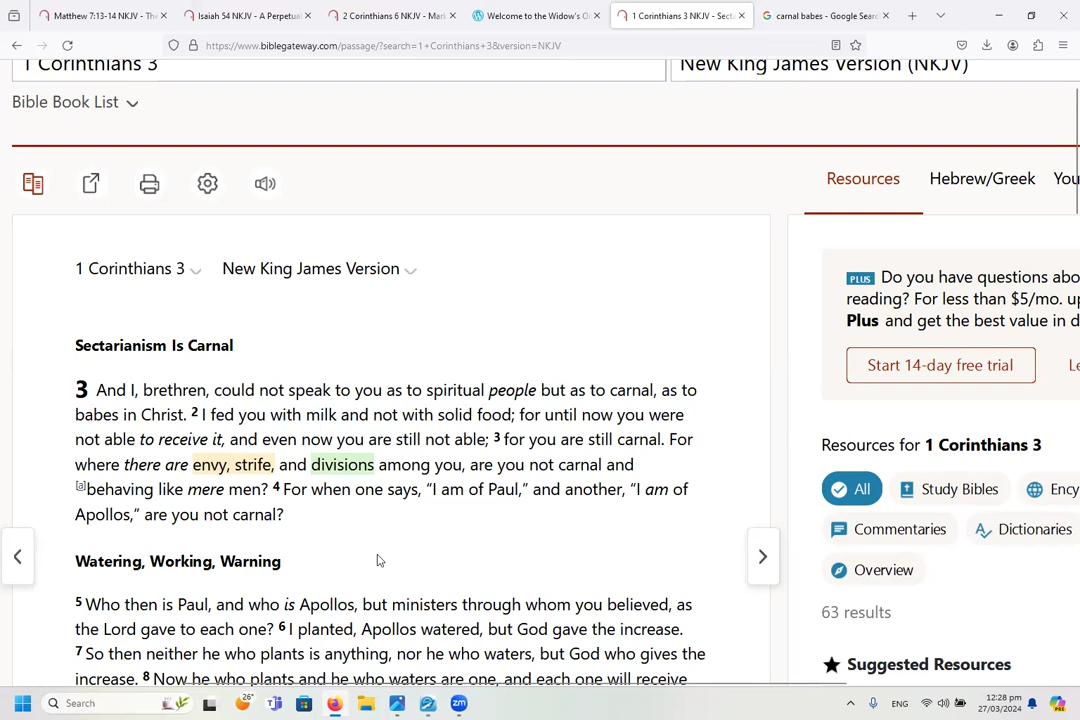 Matthew 7:13-14 NKJV - The
Isaiah 54 NKJV - A Perpetual
2 Corinthians 6 NKJV - Mark
Welcome to the Widow's O
1 Corinthians 3 NKJV - Secta
carnal babes - Google Search
https://www.biblegateway.com/passage/?search=1+Corinthians+3&version=NKJV
1 Corinthians 3
New King James Version (NKJV)
Bible Book List
Resources
Hebrew/Greek
You
1 Corinthians 3
New King James Version
Sectarianism Is Carnal
3 And I, brethren, could not speak to you as to spiritual people but as to carnal, as to
babes in Christ. 2 I fed you with milk and not with solid food; for until now you were
not able to receive it, and even now you are still not able; 3 for you are still carnal. For
where there are envy, strife, and divisions among you, are you not carnal and
[a]behaving like mere men? 4 For when one says, “I am of Paul,” and another, “I am of
Apollos,” are you not carnal?
Watering, Working, Warning
5 Who then is Paul, and who is Apollos, but ministers through whom you believed, as
the Lord gave to each one? 6 I planted, Apollos watered, but God gave the increase.
7 So then neither he who plants is anything, nor he who waters, but God who gives the
increase. 8 Now he who plants and he who waters are one, and each one will receive
PLUS Do you have questions abo
reading? For less than $5/mo. up
Plus and get the best value in d
Start 14-day free trial
Le
Resources for 1 Corinthians 3
All
Study Bibles
Ency
Commentaries
Dictionaries
Overview
63 results
Suggested Resources
Search
26°
zm
ENG
12:28 pm
27/03/2024
PRE